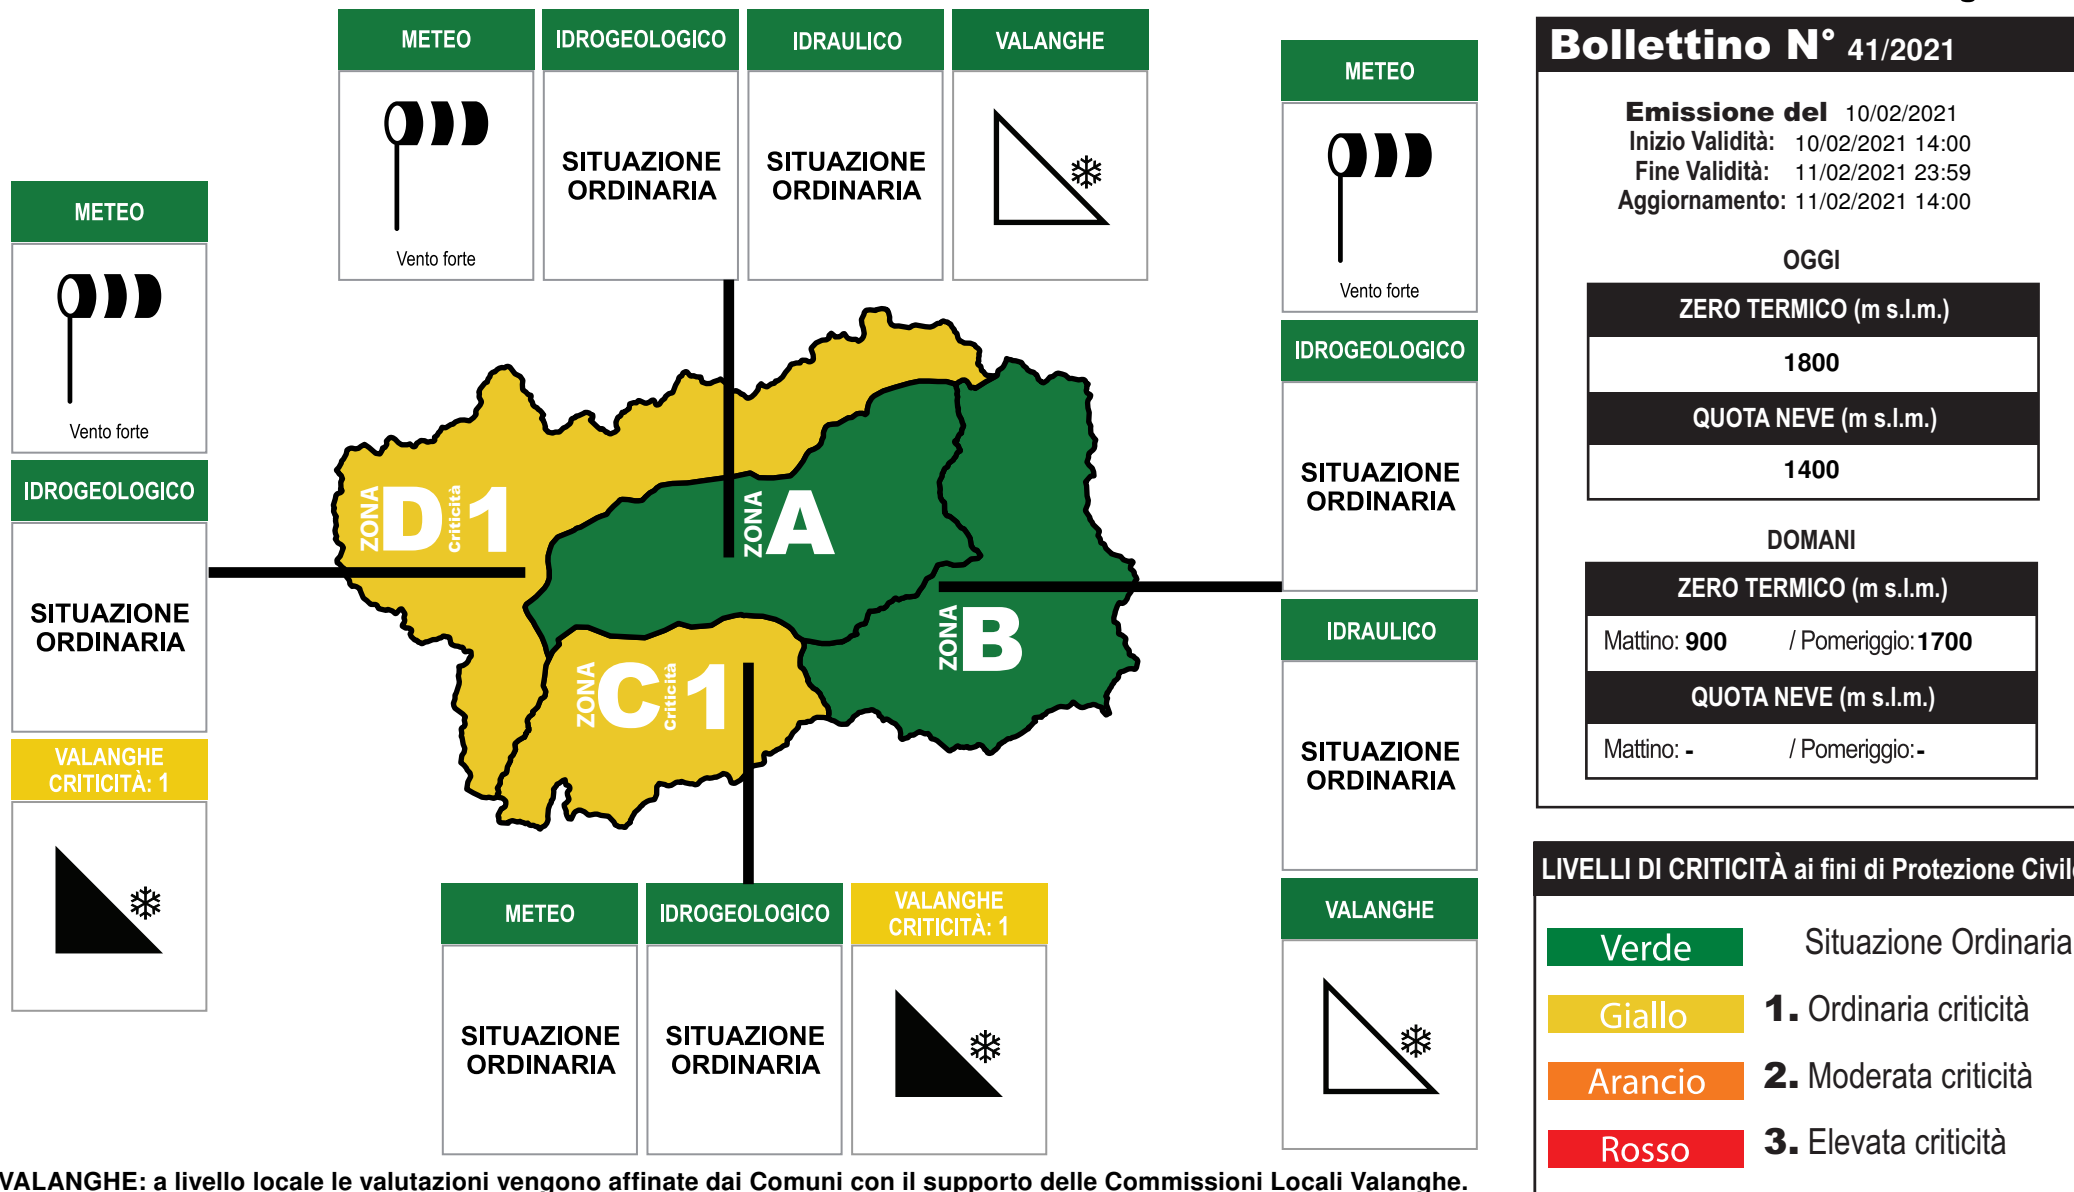 METEO
Vento forte
IDROGEOLOGICO
SITUAZIONE
ORDINARIA
IDRAULICO
SITUAZIONE
ORDINARIA
VALANGHE
METEO
Vento forte
IDROGEOLOGICO
SITUAZIONE
ORDINARIA
VALANGHE
CRITICITÀ: 1
ZONA D Criticità 1
ZONA A
ZONA B
ZONA C Criticità 1
METEO
Vento forte
IDROGEOLOGICO
SITUAZIONE
ORDINARIA
IDRAULICO
SITUAZIONE
ORDINARIA
VALANGHE
METEO
SITUAZIONE
ORDINARIA
IDROGEOLOGICO
SITUAZIONE
ORDINARIA
VALANGHE
CRITICITÀ: 1
VALANGHE: a livello locale le valutazioni vengono affinate dai Comuni con il supporto delle Commissioni Locali Valanghe.
Bollettino N° 41/2021
Emissione del 10/02/2021
Inizio Validità: 10/02/2021 14:00
Fine Validità: 11/02/2021 23:59
Aggiornamento: 11/02/2021 14:00
OGGI
ZERO TERMICO (m s.l.m.)
1800
QUOTA NEVE (m s.l.m.)
1400
DOMANI
ZERO TERMICO (m s.l.m.)
Mattino: 900 / Pomeriggio: 1700
QUOTA NEVE (m s.l.m.)
Mattino: - / Pomeriggio: -
LIVELLI DI CRITICITÀ ai fini di Protezione Civile
Verde Situazione Ordinaria
Giallo 1. Ordinaria criticità
Arancio 2. Moderata criticità
Rosso 3. Elevata criticità